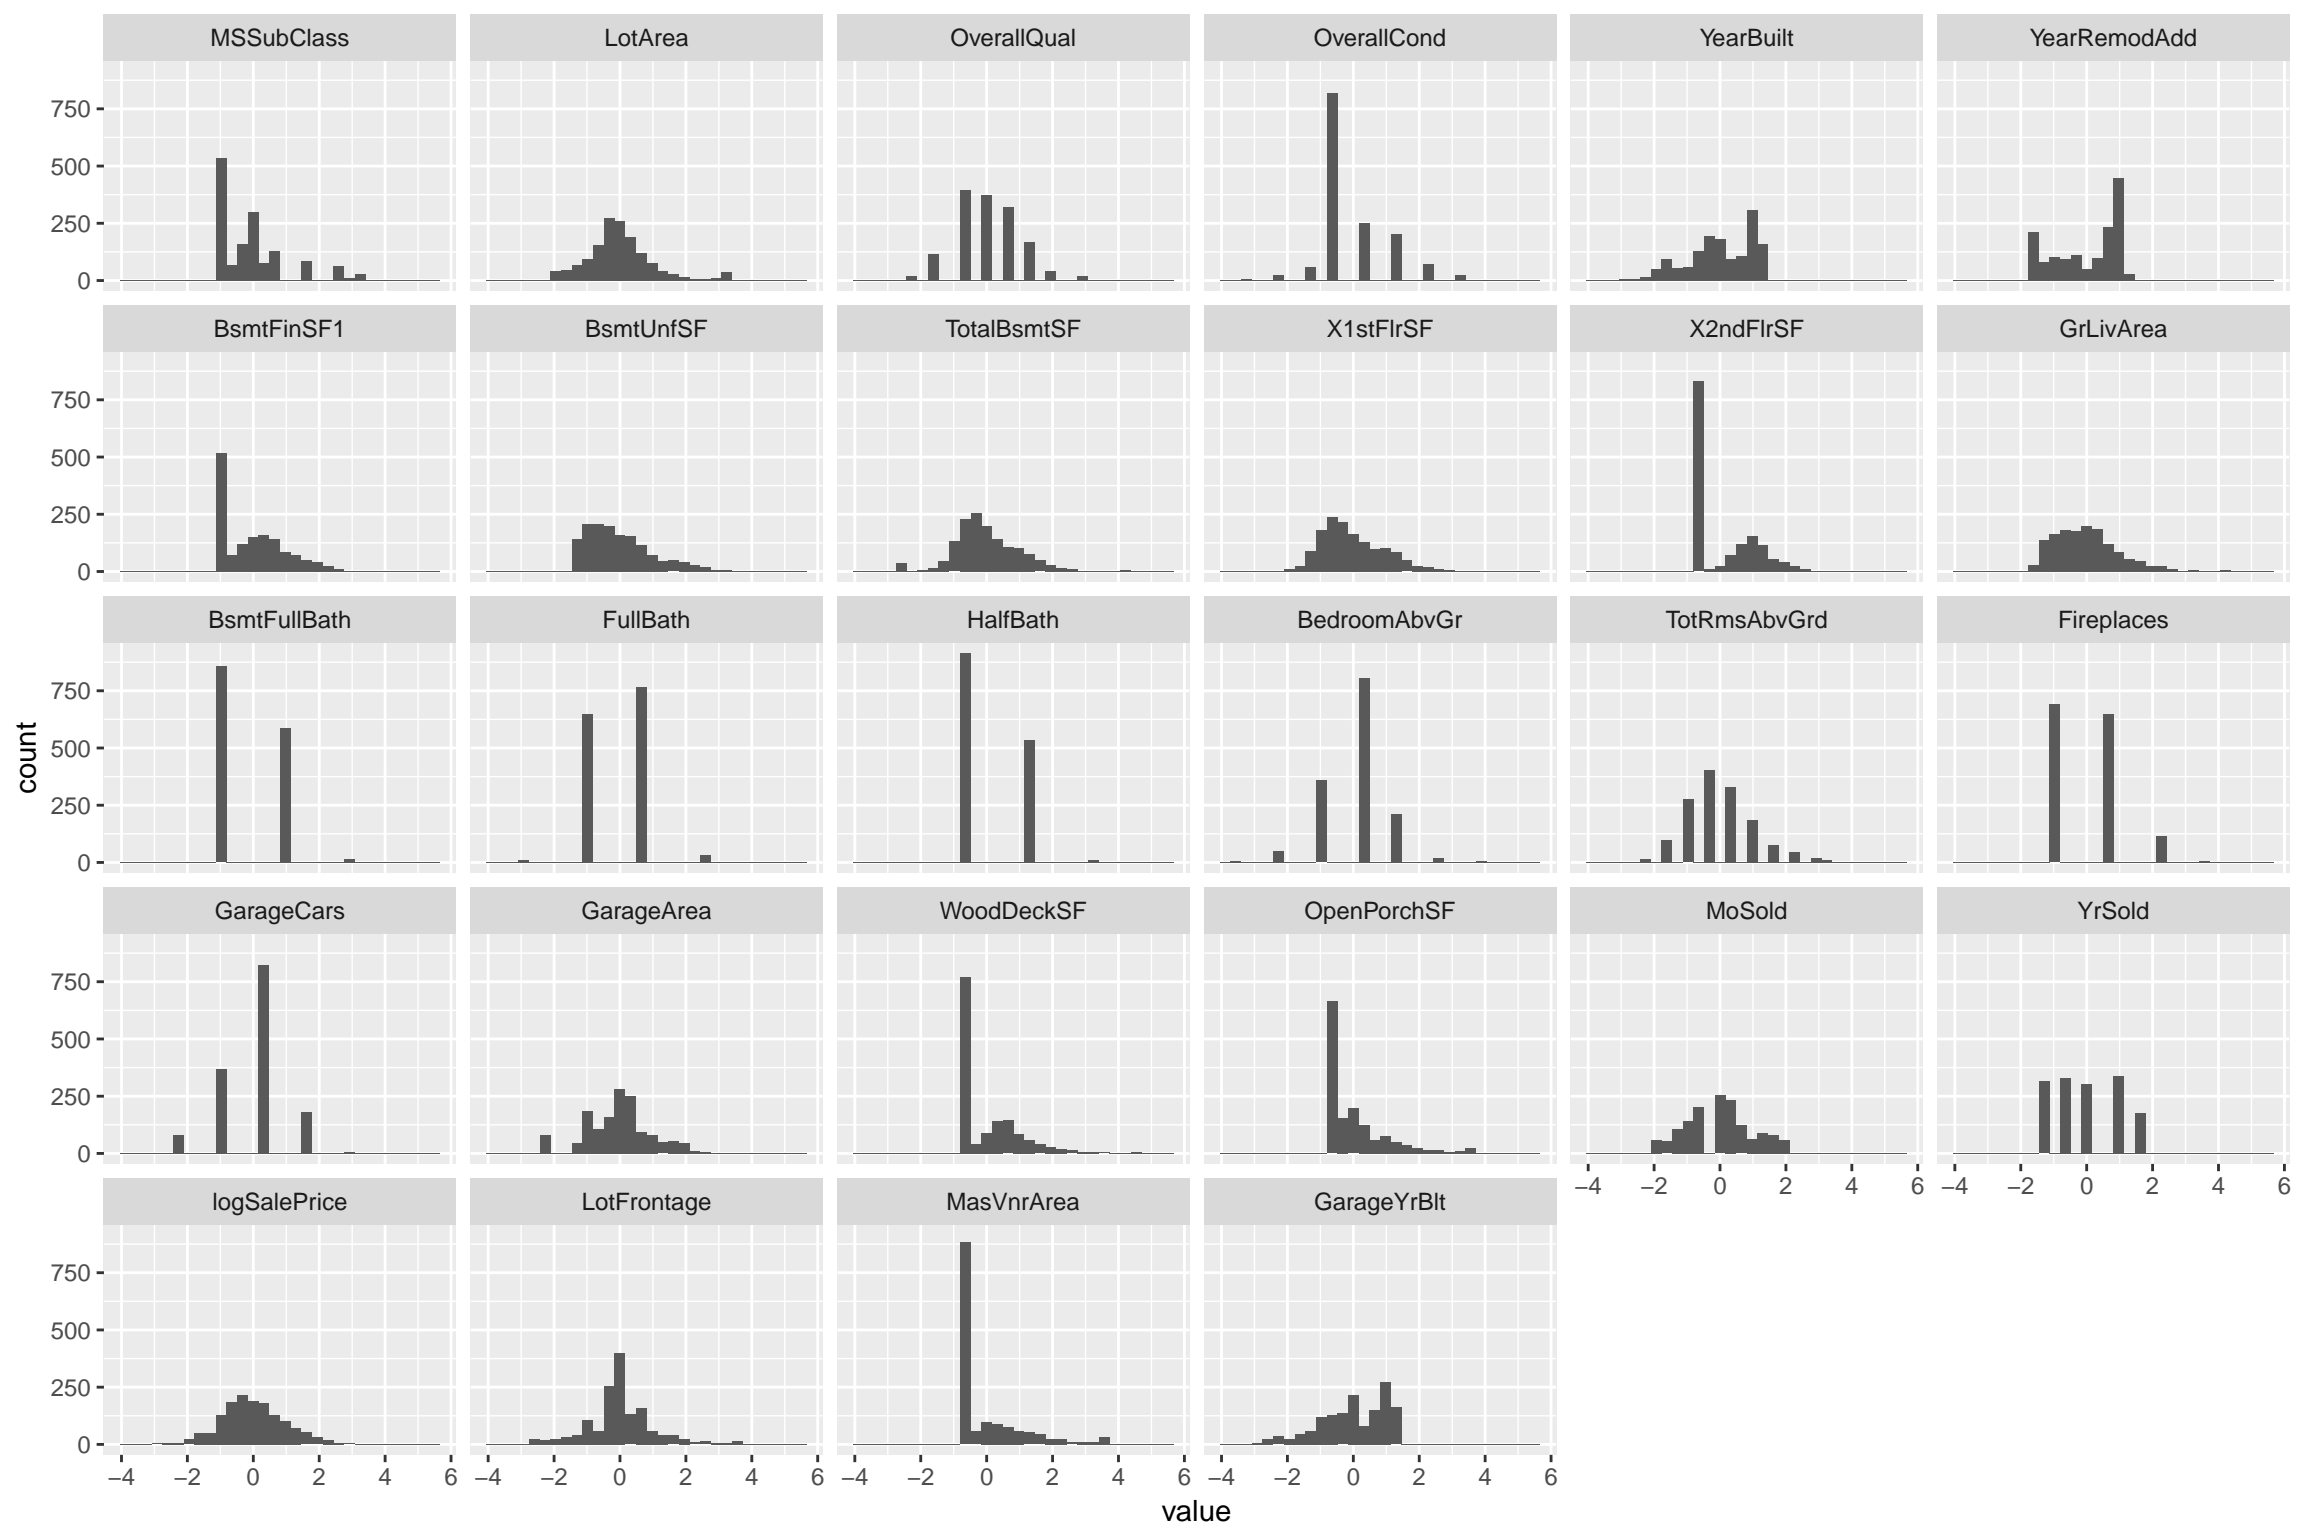 MSSubClass LotArea OverallQual OverallCond YearBuilt YearRemodAdd
750
500
250
0
BsmtFinSF1 BsmtUnfSF TotalBsmtSF X1stFlrSF X2ndFlrSF GrLivArea
750
500
250
0
BsmtFullBath FullBath HalfBath BedroomAbvGr TotRmsAbvGrd Fireplaces
750
500
250
0
count
GarageCars GarageArea WoodDeckSF OpenPorchSF MoSold YrSold
750
500
250
0
−4 −2 0 2 4 6 −4 −2 0 2 4 6
logSalePrice LotFrontage MasVnrArea GarageYrBlt
750
500
250
0
−4 −2 0 2 4 6 −4 −2 0 2 4 6 −4 −2 0 2 4 6 −4 −2 0 2 4 6
value